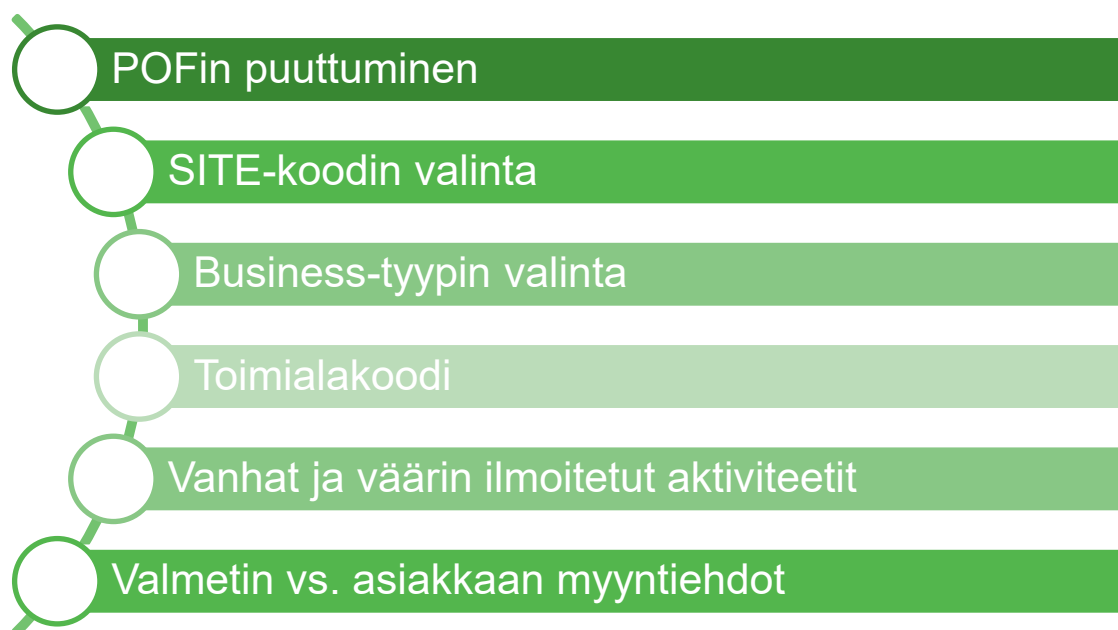 POFin puuttuminen
SITE-koodin valinta
Business-tyypin valinta
Toimialakoodi
Vanhat ja väärin ilmoitetut aktiviteetit
Valmetin vs. asiakkaan myyntiehdot